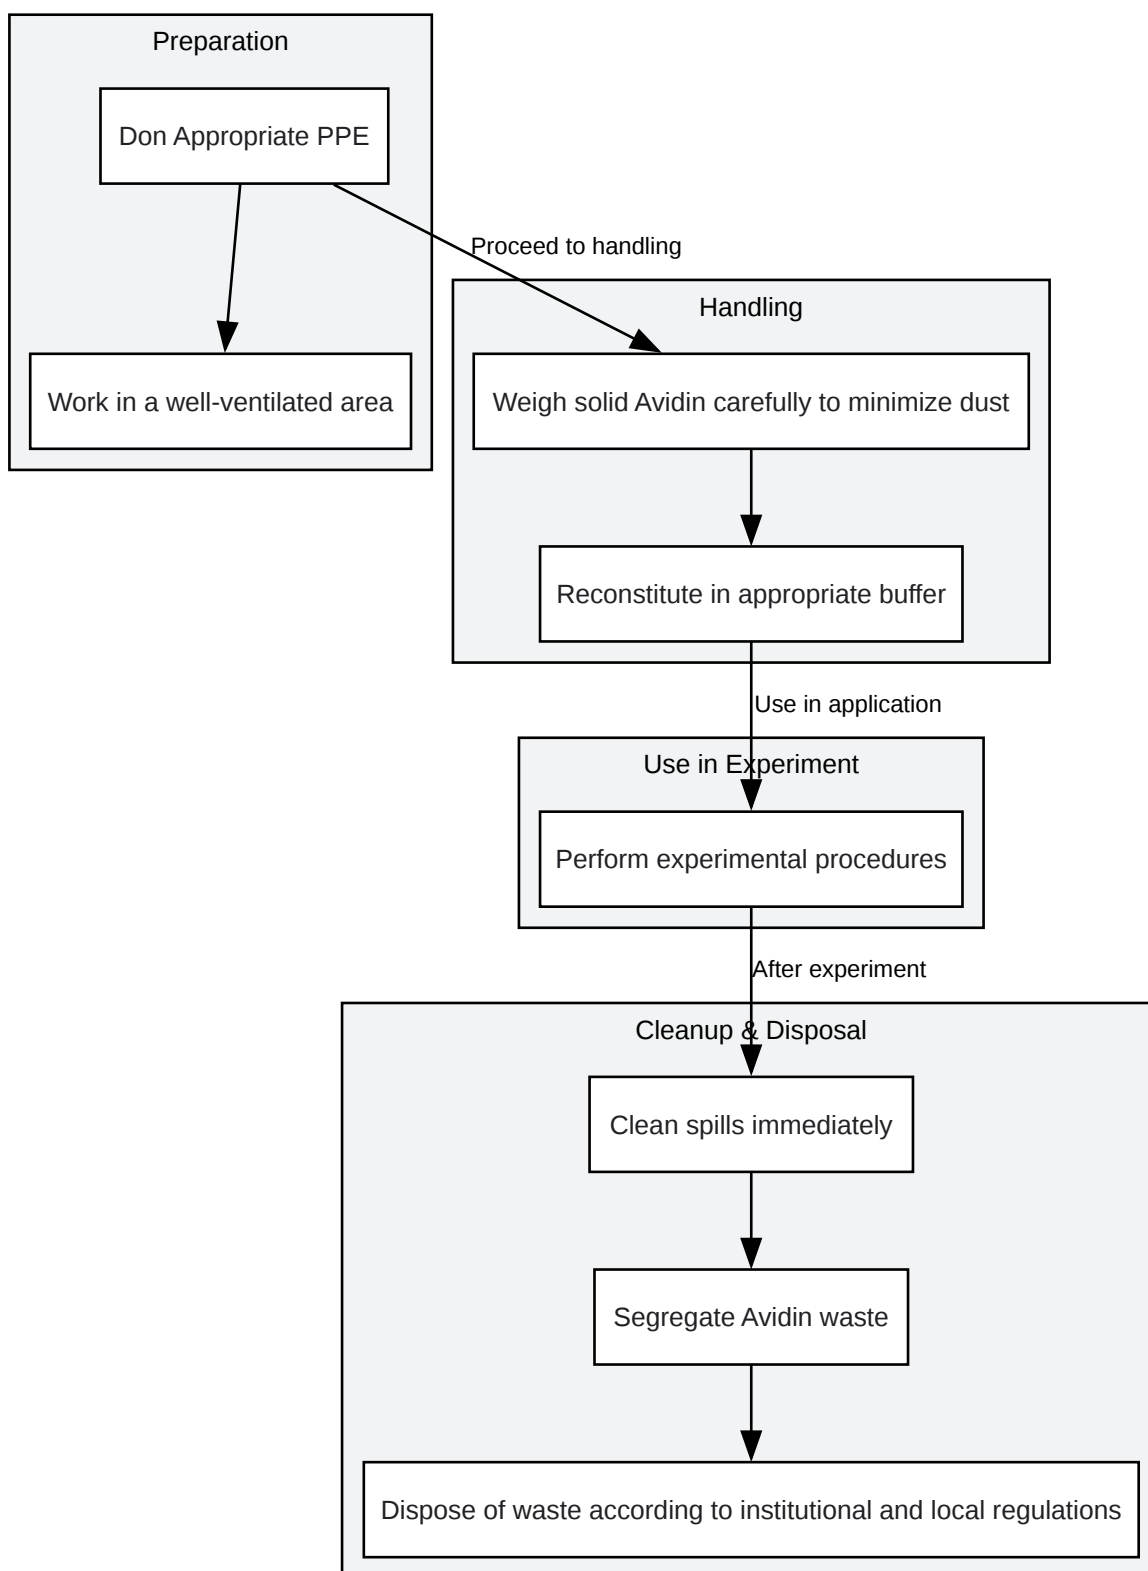 Preparation
Don Appropriate PPE
Proceed to handling
Handling
Work in a well-ventilated area
Weigh solid Avidin carefully to minimize dust
Reconstitute in appropriate buffer
Use in application
Use in Experiment
Perform experimental procedures
After experiment
Cleanup & Disposal
Clean spills immediately
Segregate Avidin waste
Dispose of waste according to institutional and local regulations